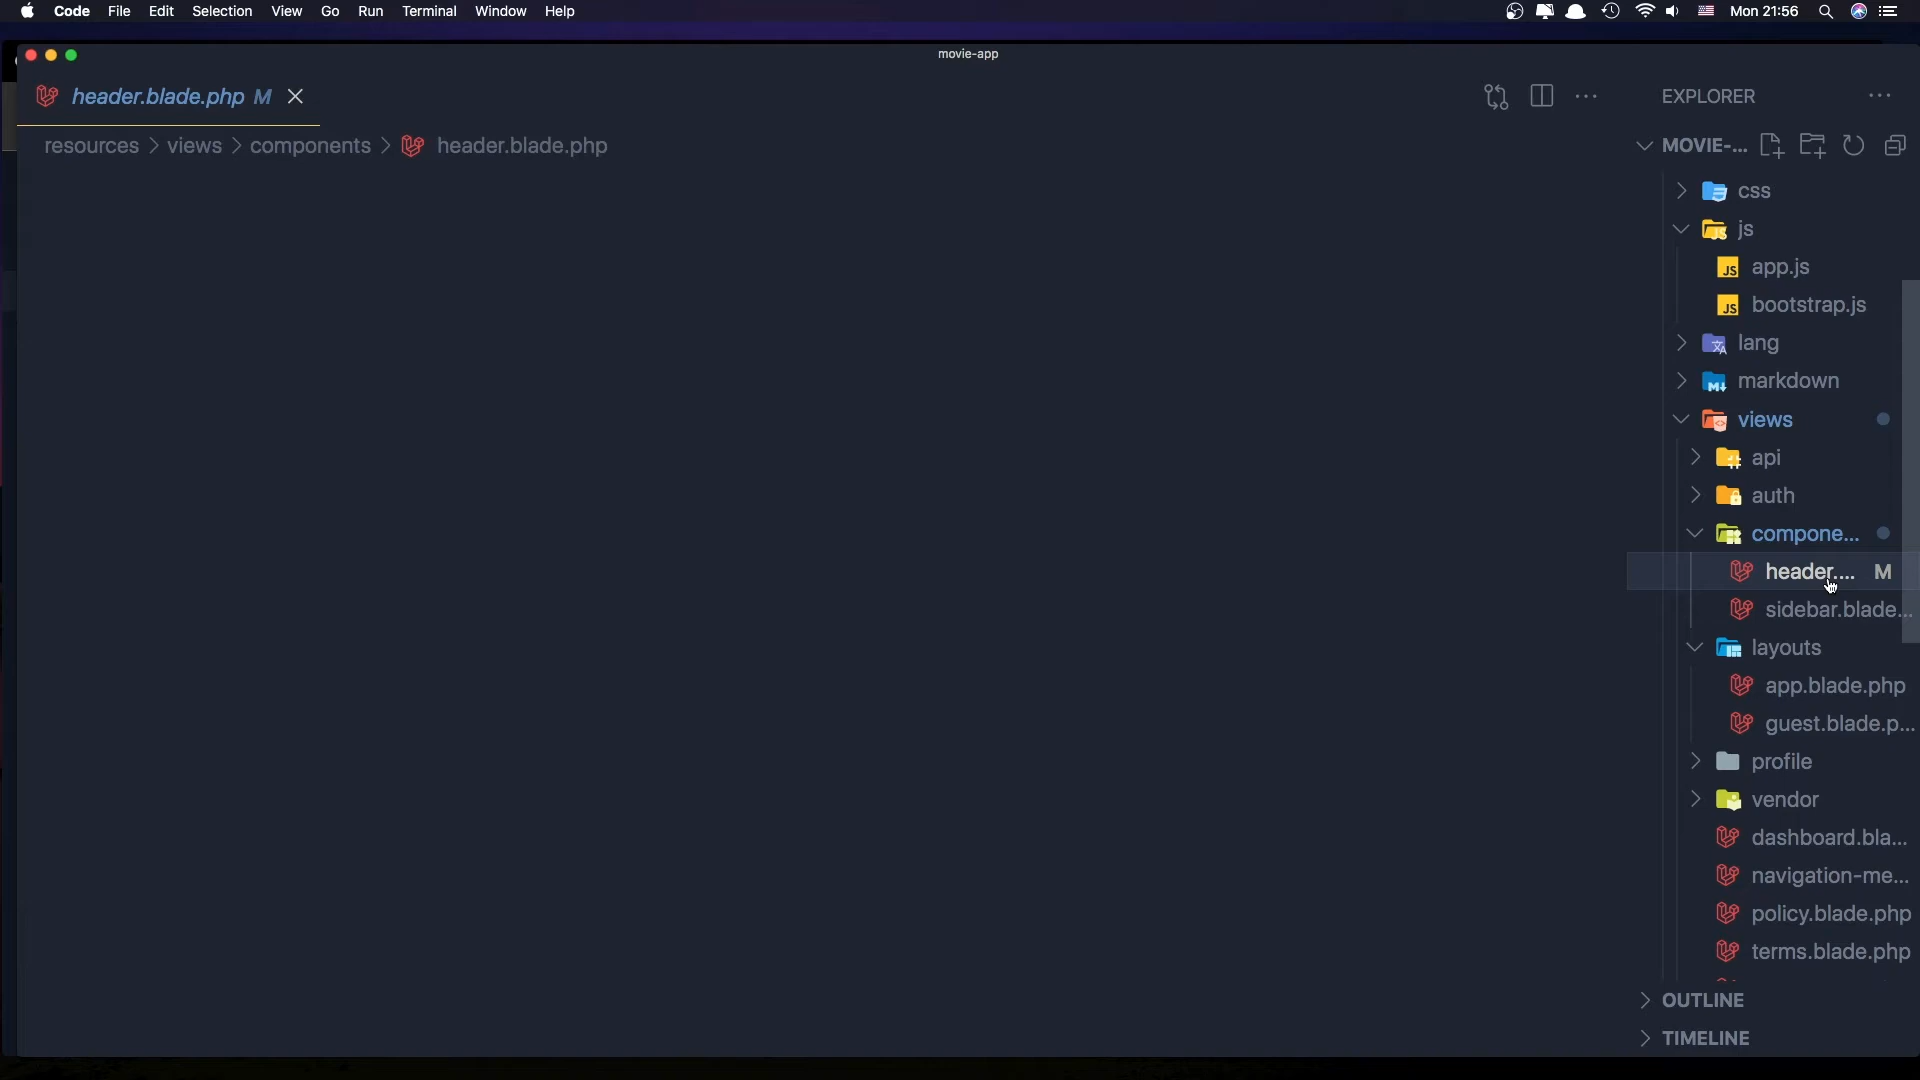 Code File Edit Selection View Go Run Terminal Window Help Mon 21:56
movie-app
header.blade.php M
EXPLORER
resources > views > components > header.blade.php
MOVIE-...
css
js
JS app.js
JS bootstrap.js
lang
markdown
views
api
auth
compone...
header.... M
sidebar.blade...
layouts
app.blade.php
guest.blade.p...
profile
vendor
dashboard.bla...
navigation-me...
policy.blade.php
terms.blade.php
OUTLINE
TIMELINE